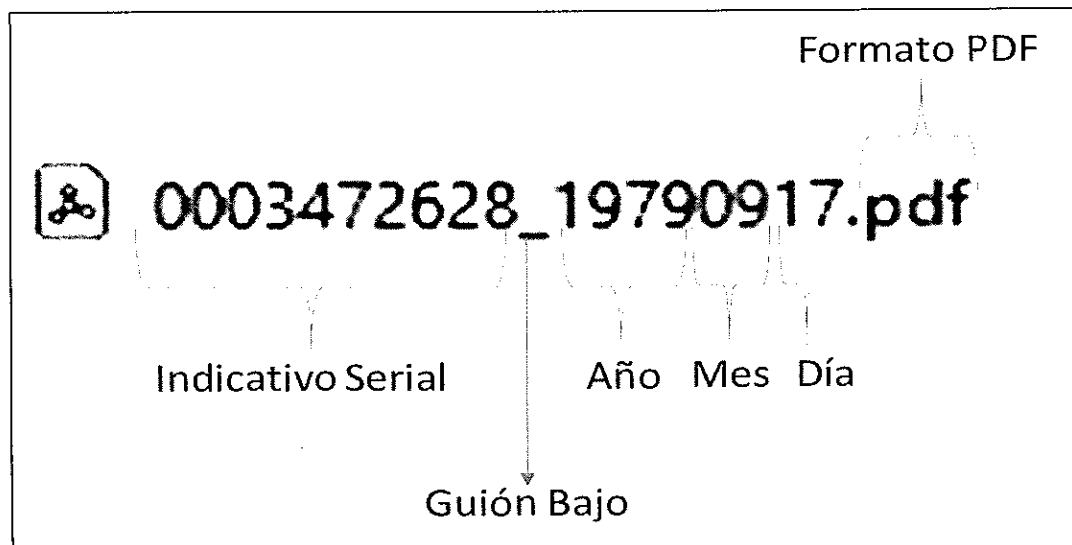 Formato PDF
0003472628_19790917.pdf
Indicativo Serial Año Mes Día
Guión Bajo